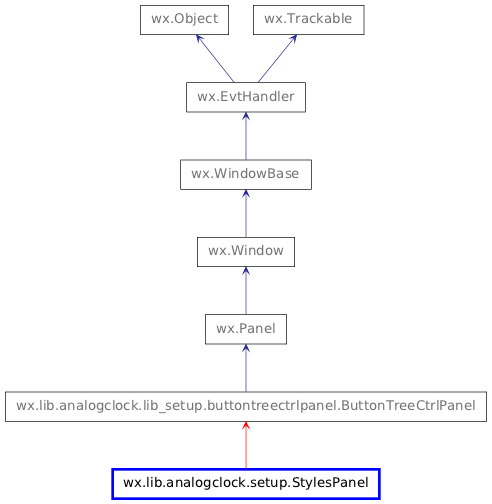 wx.Object
wx.Trackable
wx.EvtHandler
wx.WindowBase
wx.Window
wx.Panel
wx.lib.analogclock.lib_setup.buttontreectrlpanel.ButtonTreeCtrlPanel
wx.lib.analogclock.setup.StylesPanel